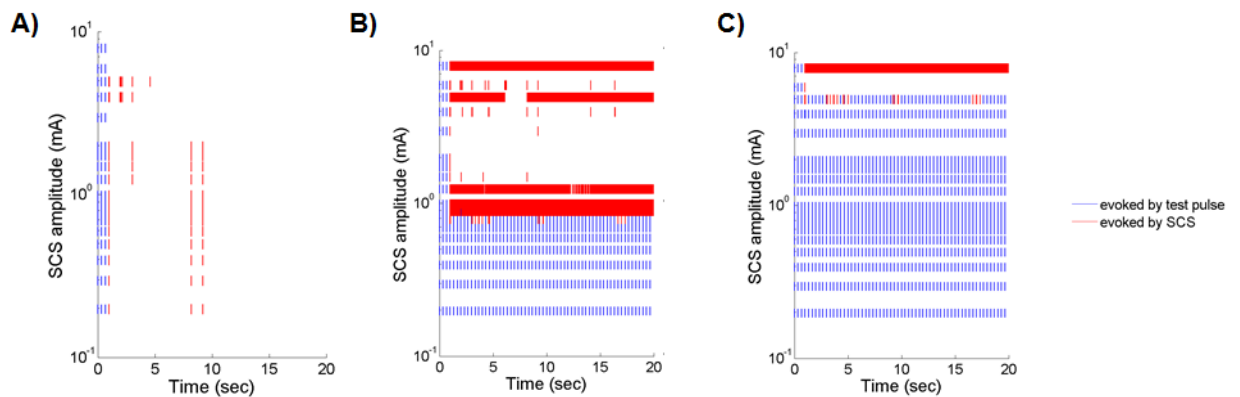 A)
SCS amplitude (mA)
10^1
10^0
10^-1
0 5 10 15 20
Time (sec)
B)
SCS amplitude (mA)
10^1
10^0
10^-1
0 5 10 15 20
Time (sec)
C)
SCS amplitude (mA)
10^1
10^0
10^-1
0 5 10 15 20
Time (sec)
evoked by test pulse
evoked by SCS